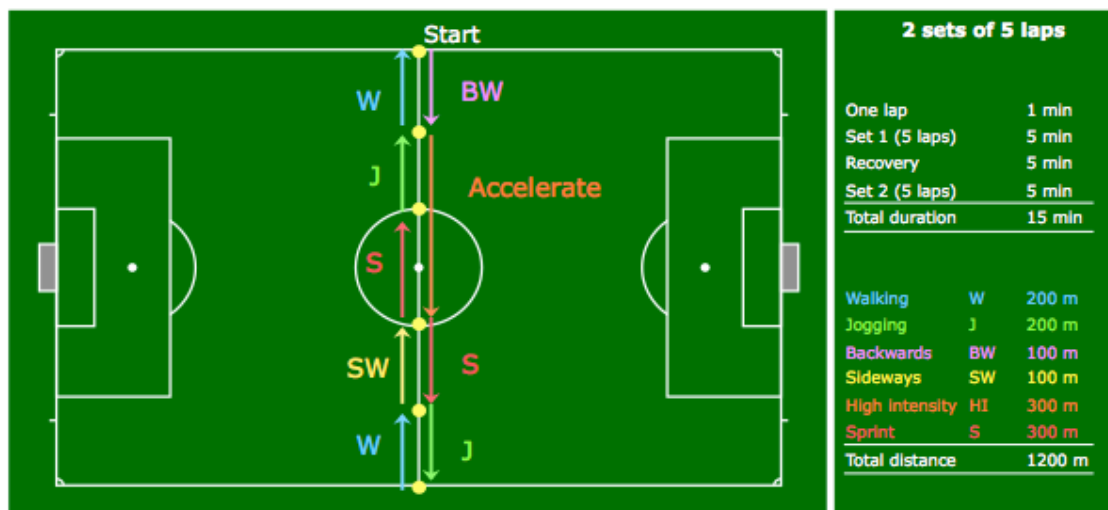 Start
W
BW
J
Accelerate
S
SW
S
W
J
2 sets of 5 laps
One lap 1 min
Set 1 (5 laps) 5 min
Recovery 5 min
Set 2 (5 laps) 5 min
Total duration 15 min
Walking W 200 m
Jogging J 200 m
Backwards BW 100 m
Sideways SW 100 m
High intensity HI 300 m
Sprint S 300 m
Total distance 1200 m